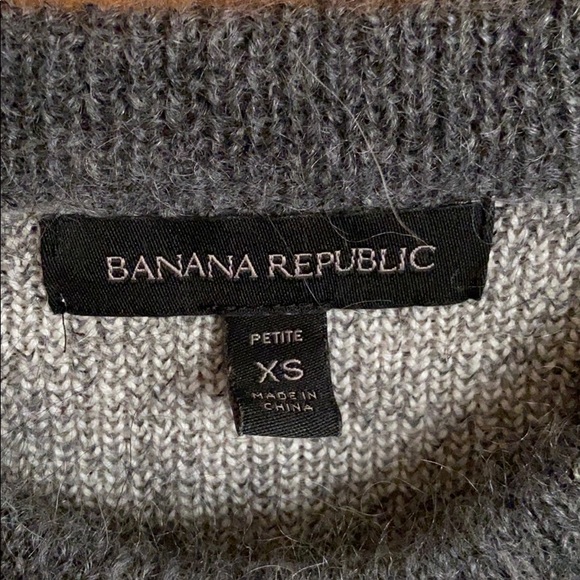 BANANA REPUBLIC
PETITE
XS
MADE IN
CHINA